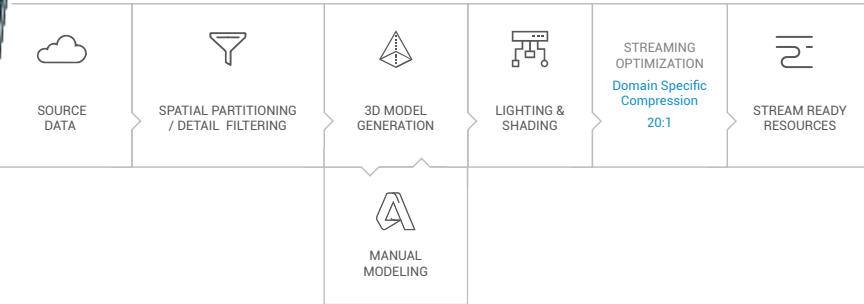 SOURCE
DATA
SPATIAL PARTITIONING
/ DETAIL FILTERING
3D MODEL
GENERATION
LIGHTING &
SHADING
STREAMING
OPTIMIZATION
Domain Specific
Compression
20:1
STREAM READY
RESOURCES
MANUAL
MODELING